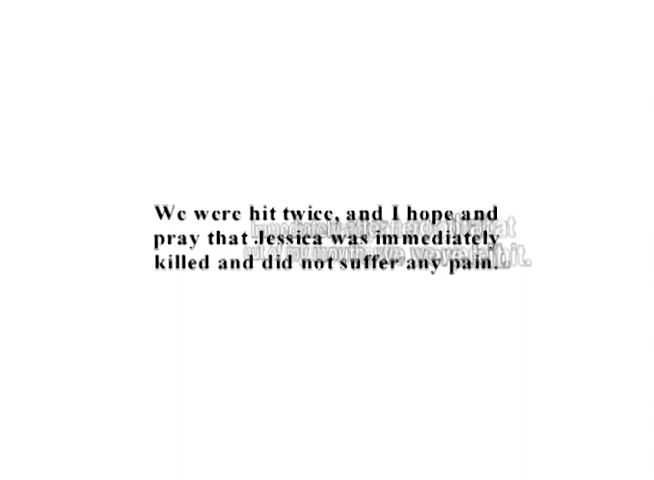 We were hit twice, and I hope and
pray that Jessica was immediately
killed and did not suffer any pain.